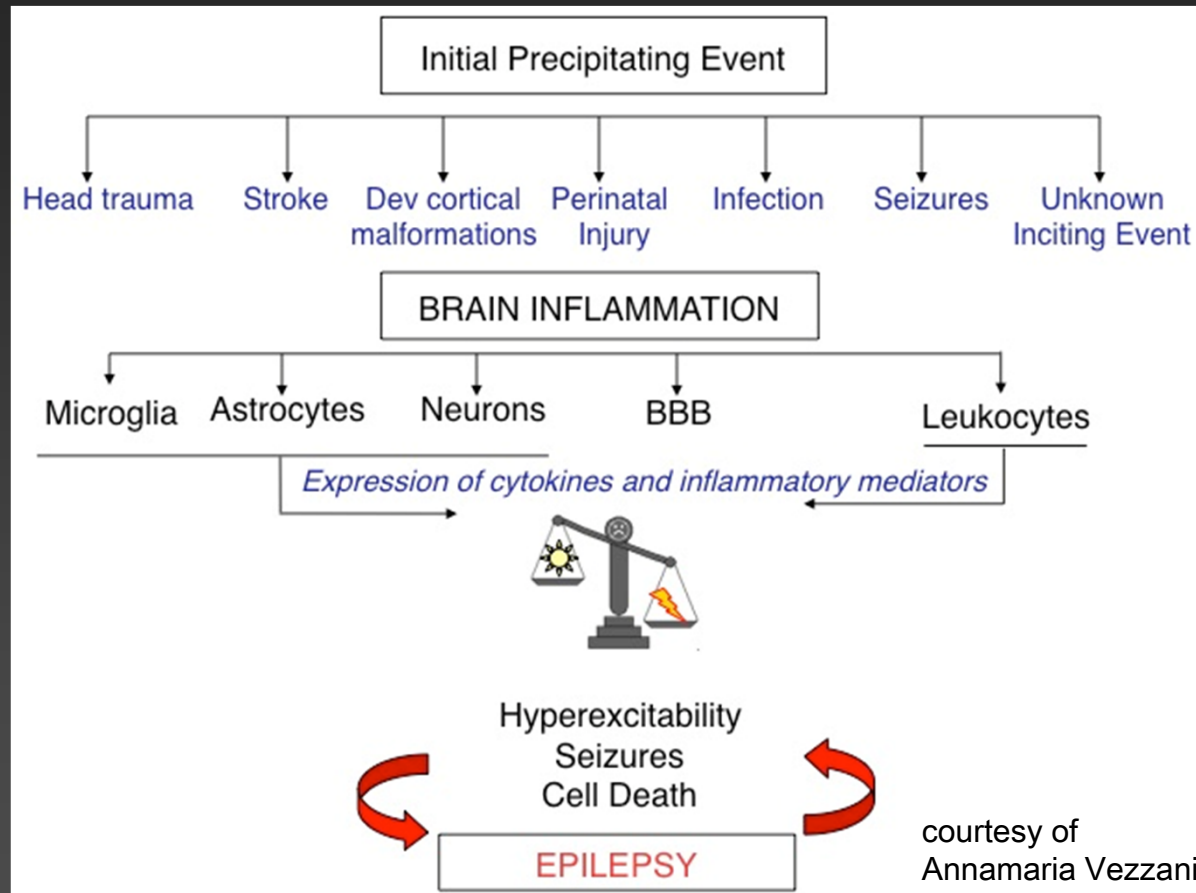 Initial Precipitating Event
Head trauma
Stroke
Dev cortical
malformations
Perinatal
Injury
Infection
Seizures
Unknown
Inciting Event
BRAIN INFLAMMATION
Microglia
Astrocytes
Neurons
BBB
Leukocytes
Expression of cytokines and inflammatory mediators
Hyperexcitability
Seizures
Cell Death
EPILEPSY
courtesy of
Annamaria Vezzani